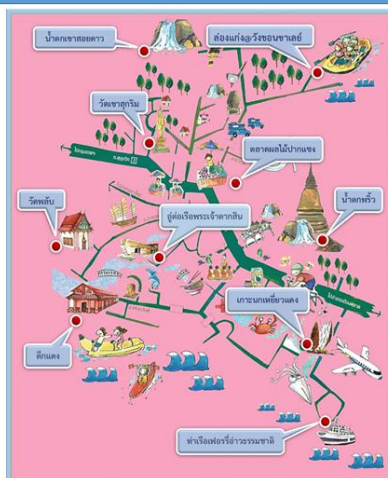 น้ำตกเขาสอยดาว
ล่องแก่ง@วังขอนชาเลย์
วัดเขาสุกริม
ตลาดผลไม้ปากแซง
วัดพลับ
อู่ต่อเรือพระเจ้าตากสิน
น้ำตกพริ้ว
เกาะนกเหยี่ยวแดง
ตึกแดง
ท่าเรือเฟอร์รี่อ่าวธรรมชาติ